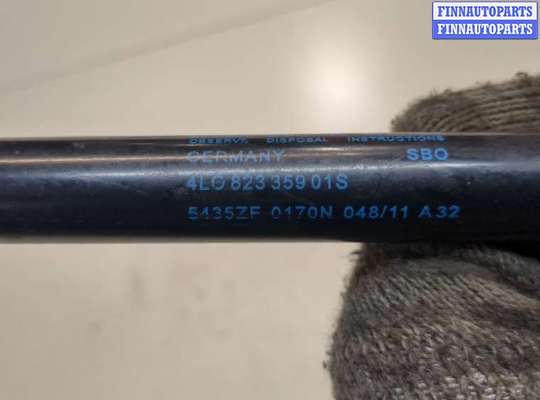 FINNAUTOPARTS
FINNAUTOPARTS
OBSERVE DISPOSAL INSTRUCTIONS
GERMANY SBO
4L0 823 359 01S
5435ZF 0170N 048/11 A32